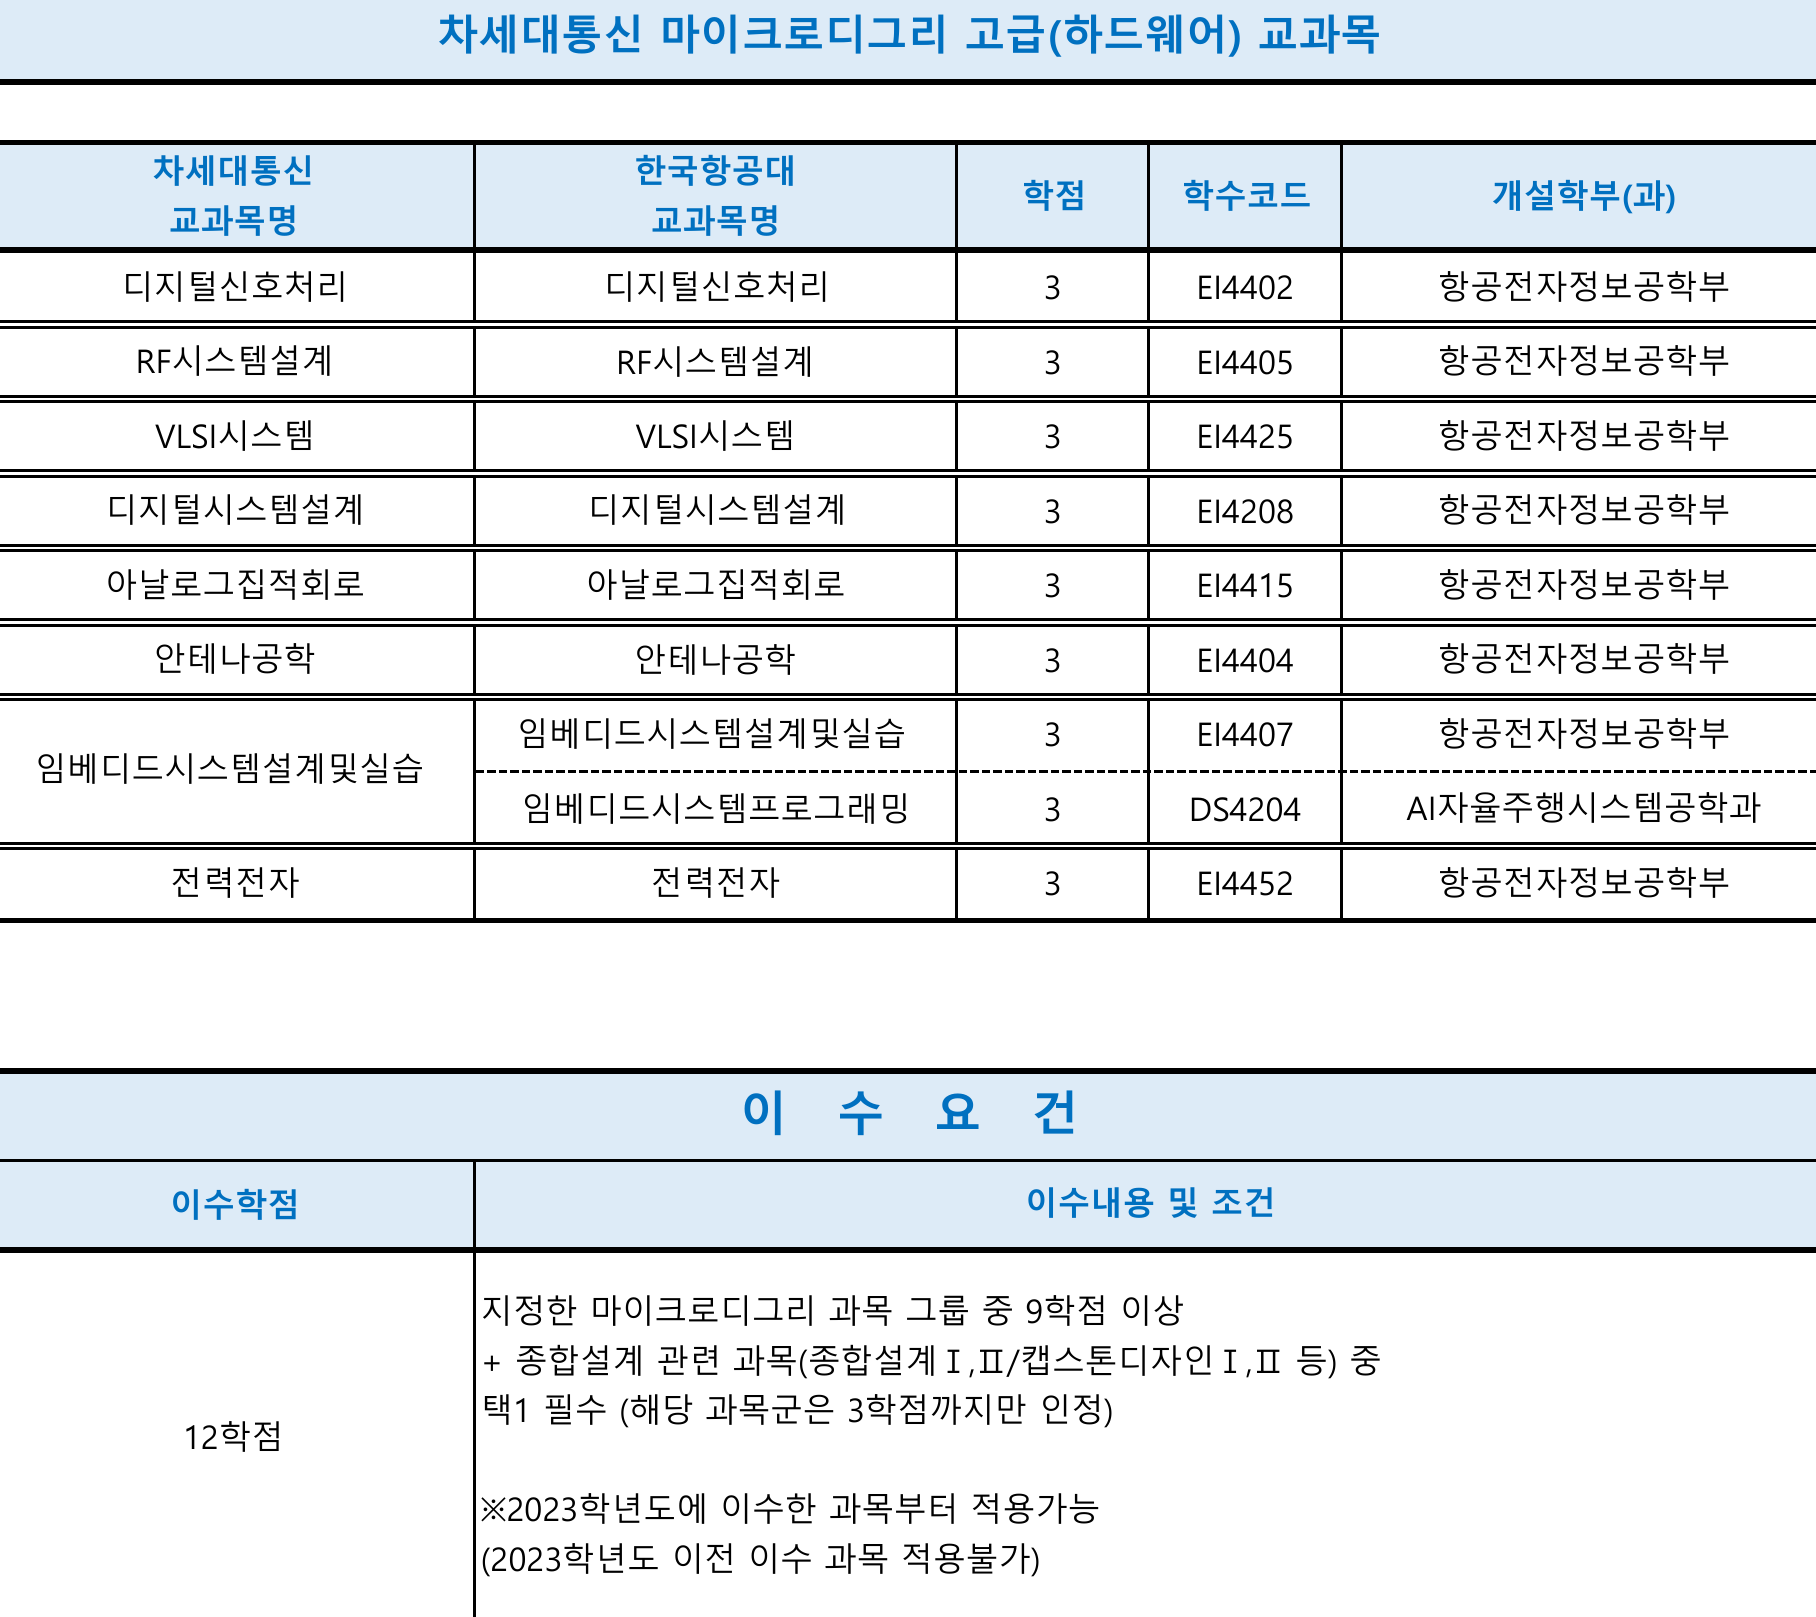 차세대통신 마이크로디그리 고급(하드웨어) 교과목
차세대통신 교과목명 한국항공대 교과목명 학점 학수코드 개설학부(과)
디지털신호처리 디지털신호처리 3 EI4402 항공전자정보공학부
RF시스템설계 RF시스템설계 3 EI4405 항공전자정보공학부
VLSI시스템 VLSI시스템 3 EI4425 항공전자정보공학부
디지털시스템설계 디지털시스템설계 3 EI4208 항공전자정보공학부
아날로그집적회로 아날로그집적회로 3 EI4415 항공전자정보공학부
안테나공학 안테나공학 3 EI4404 항공전자정보공학부
임베디드시스템설계및실습 임베디드시스템설계및실습 3 EI4407 항공전자정보공학부
임베디드시스템프로그래밍 3 DS4204 AI자율주행시스템공학과
전력전자 전력전자 3 EI4452 항공전자정보공학부
이 수 요 건
이수학점 이수내용 및 조건
12학점
지정한 마이크로디그리 과목 그룹 중 9학점 이상
+ 종합설계 관련 과목(종합설계Ⅰ,Ⅱ/캡스톤디자인Ⅰ,Ⅱ 등) 중
택1 필수 (해당 과목군은 3학점까지만 인정)
※2023학년도에 이수한 과목부터 적용가능
(2023학년도 이전 이수 과목 적용불가)